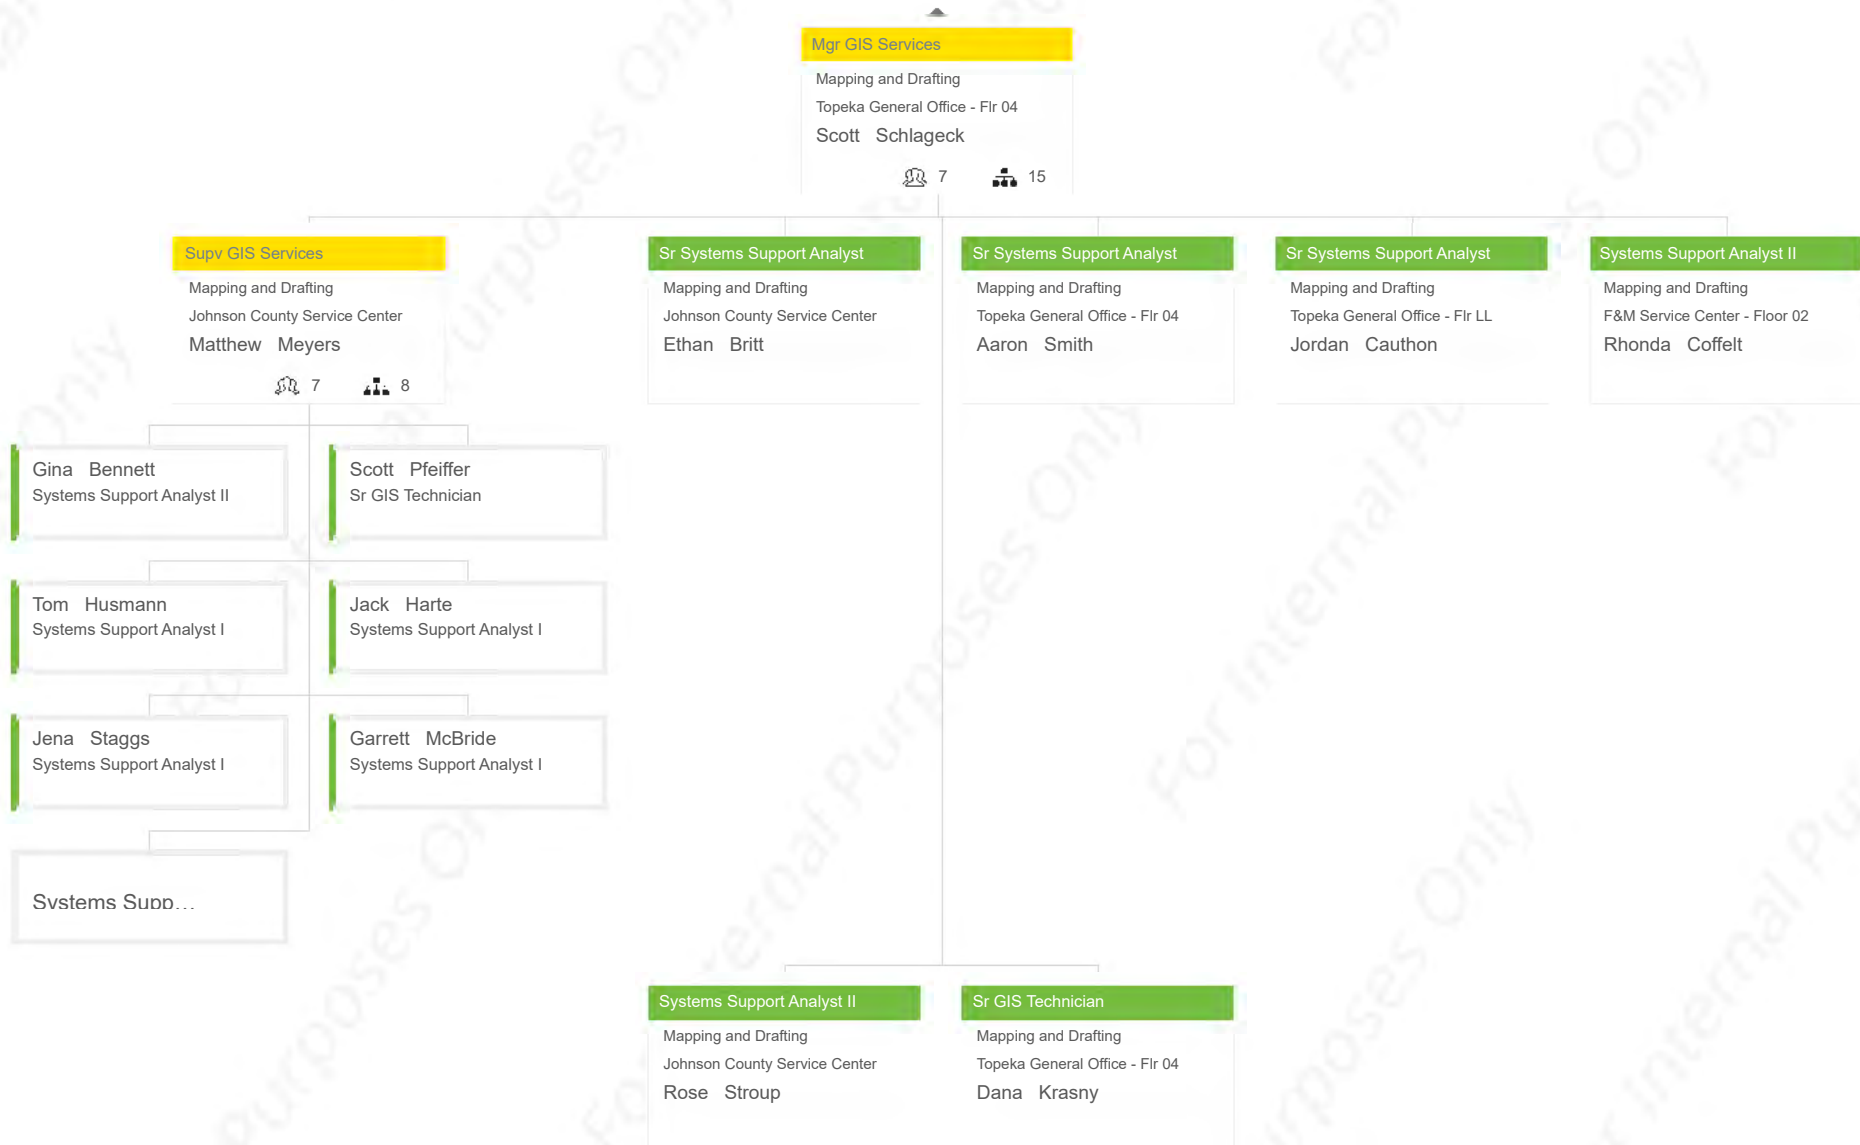 Mgr GIS Services
Mapping and Drafting
Topeka General Office - Flr 04
Scott Schlageck
7 15
Supv GIS Services
Mapping and Drafting
Johnson County Service Center
Matthew Meyers
7 8
Sr Systems Support Analyst
Mapping and Drafting
Johnson County Service Center
Ethan Britt
Sr Systems Support Analyst
Mapping and Drafting
Topeka General Office - Flr 04
Aaron Smith
Sr Systems Support Analyst
Mapping and Drafting
Topeka General Office - Flr LL
Jordan Cauthon
Systems Support Analyst II
Mapping and Drafting
F&M Service Center - Floor 02
Rhonda Coffelt
Gina Bennett
Systems Support Analyst II
Scott Pfeiffer
Sr GIS Technician
Tom Husmann
Systems Support Analyst I
Jack Harte
Systems Support Analyst I
Jena Staggs
Systems Support Analyst I
Garrett McBride
Systems Support Analyst I
Systems Supp...
Systems Support Analyst II
Mapping and Drafting
Johnson County Service Center
Rose Stroup
Sr GIS Technician
Mapping and Drafting
Topeka General Office - Flr 04
Dana Krasny
For Internal Purposes Only